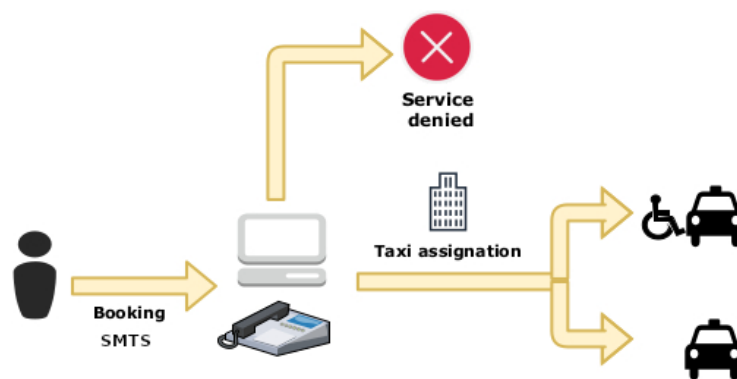 Service
denied
Taxi assignation
Booking
SMTS